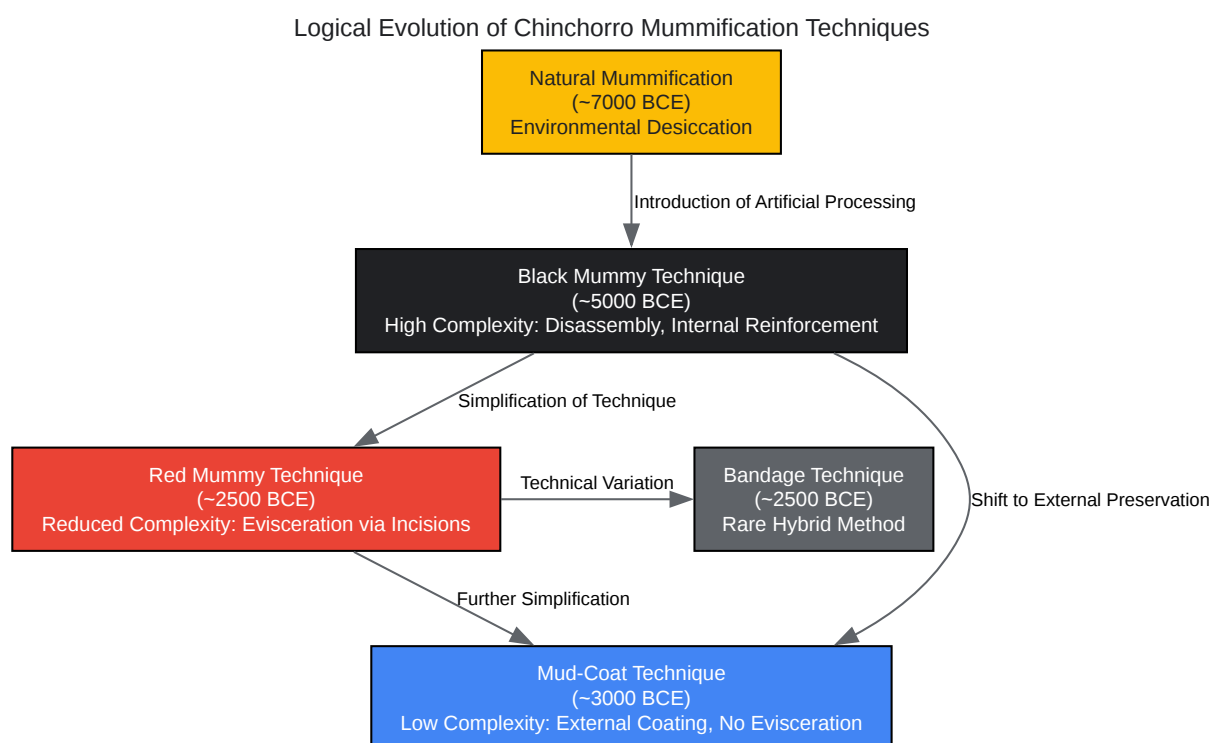 Logical Evolution of Chinchorro Mummification Techniques
Natural Mummification
(~7000 BCE)
Environmental Desiccation
Introduction of Artificial Processing
Black Mummy Technique
(~5000 BCE)
High Complexity: Disassembly, Internal Reinforcement
Simplification of Technique
Red Mummy Technique
(~2500 BCE)
Reduced Complexity: Evisceration via Incisions
Technical Variation
Bandage Technique
(~2500 BCE)
Rare Hybrid Method
Shift to External Preservation
Further Simplification
Mud-Coat Technique
(~3000 BCE)
Low Complexity: External Coating, No Evisceration